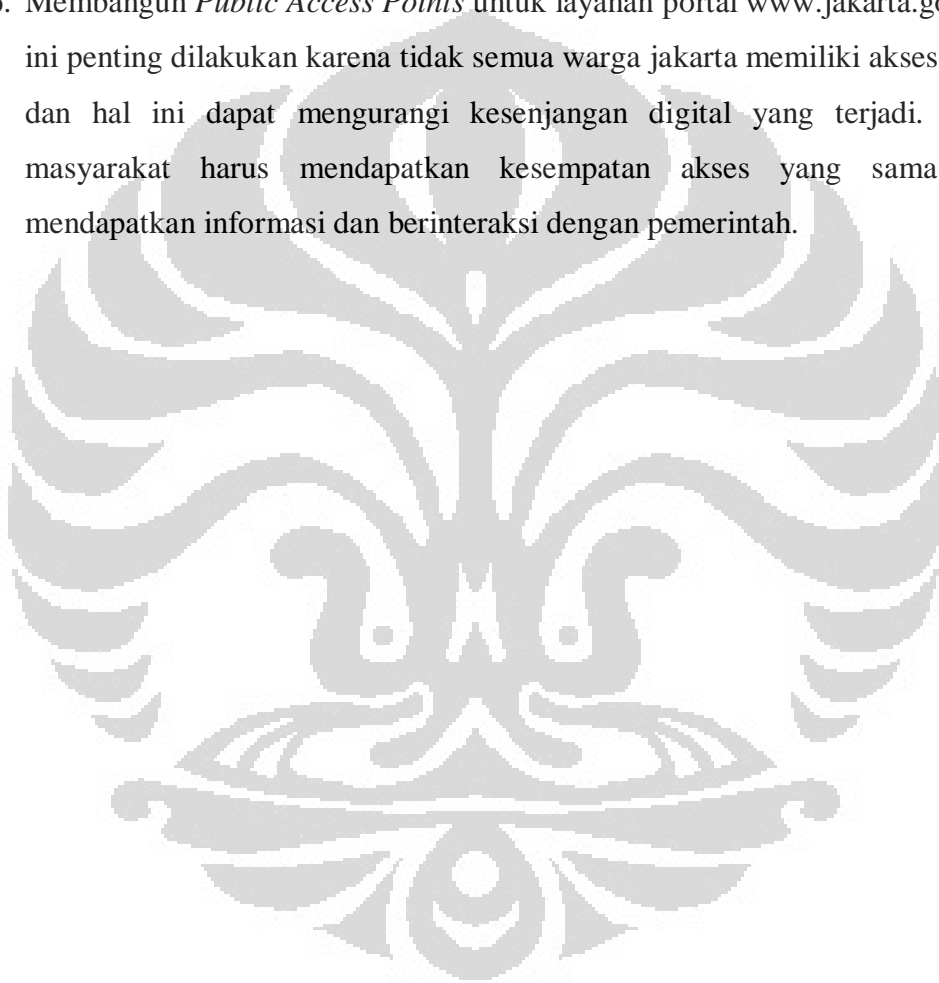 Membangun Public Access Points untuk layanan portal www.jakarta.go
ini penting dilakukan karena tidak semua warga jakarta memiliki akses
dan hal ini dapat mengurangi kesenjangan digital yang terjadi.
masyarakat harus mendapatkan kesempatan akses yang sama
mendapatkan informasi dan berinteraksi dengan pemerintah.